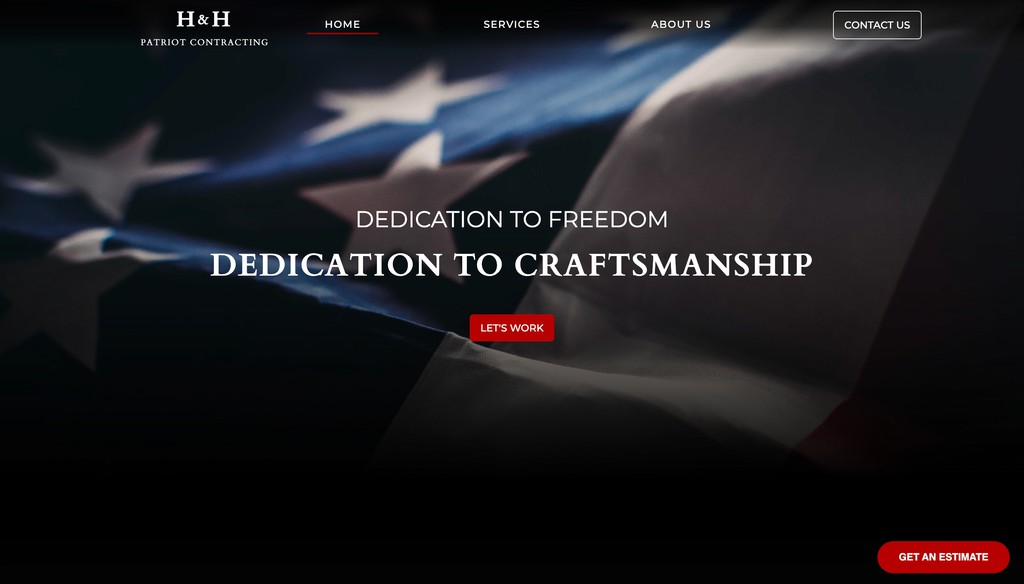 H&H
PATRIOT CONTRACTING
HOME
SERVICES
ABOUT US
CONTACT US
DEDICATION TO FREEDOM
DEDICATION TO CRAFTSMANSHIP
LET'S WORK
GET AN ESTIMATE